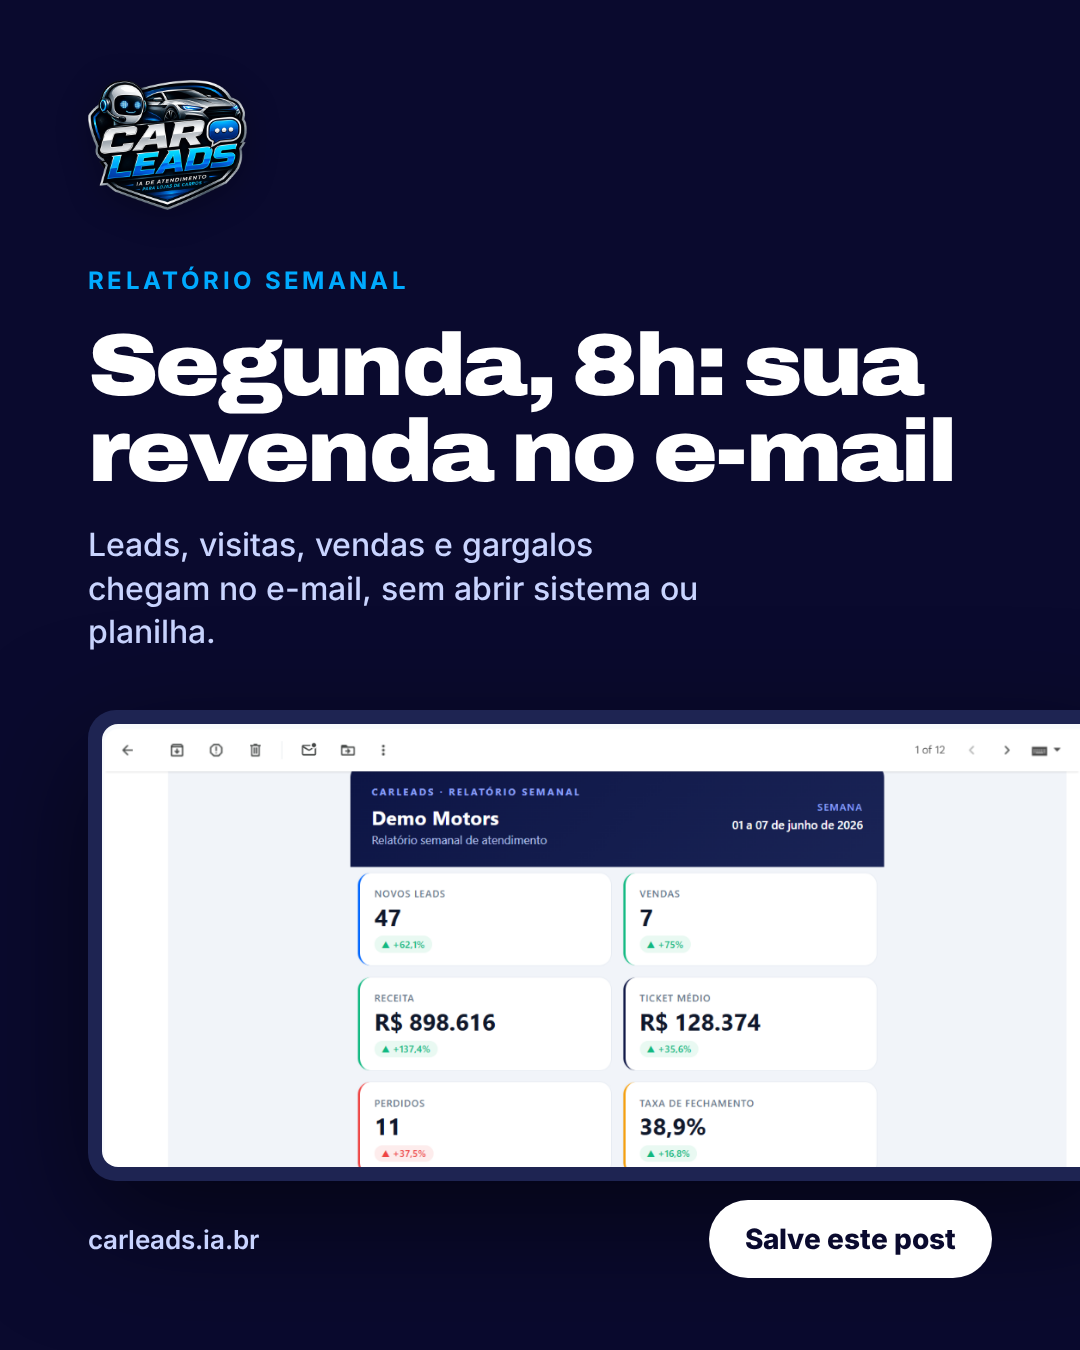 CAR
LEADS
IA DE ATENDIMENTO
PARA LOJAS DE CARROS
RELATÓRIO SEMANAL
Segunda, 8h: sua
revenda no e-mail
Leads, visitas, vendas e gargalos
chegam no e-mail, sem abrir sistema ou
planilha.
1 of 12
CARLEADS · RELATÓRIO SEMANAL
Demo Motors
Relatório semanal de atendimento
SEMANA
01 a 07 de junho de 2026
NOVOS LEADS
47
▲ +62,1%
VENDAS
7
▲ +75%
RECEITA
R$ 898.616
▲ +137,4%
TICKET MÉDIO
R$ 128.374
▲ +35,6%
PERDIDOS
11
▲ +37,5%
TAXA DE FECHAMENTO
38,9%
▲ +16,8%
carleads.ia.br
Salve este post